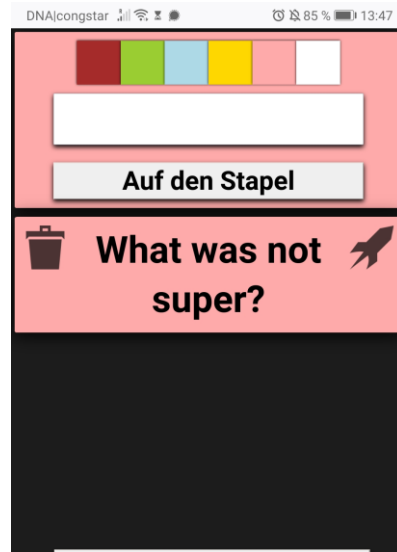 DNA|congstar 85 % 13:47
Auf den Stapel
What was not
super?